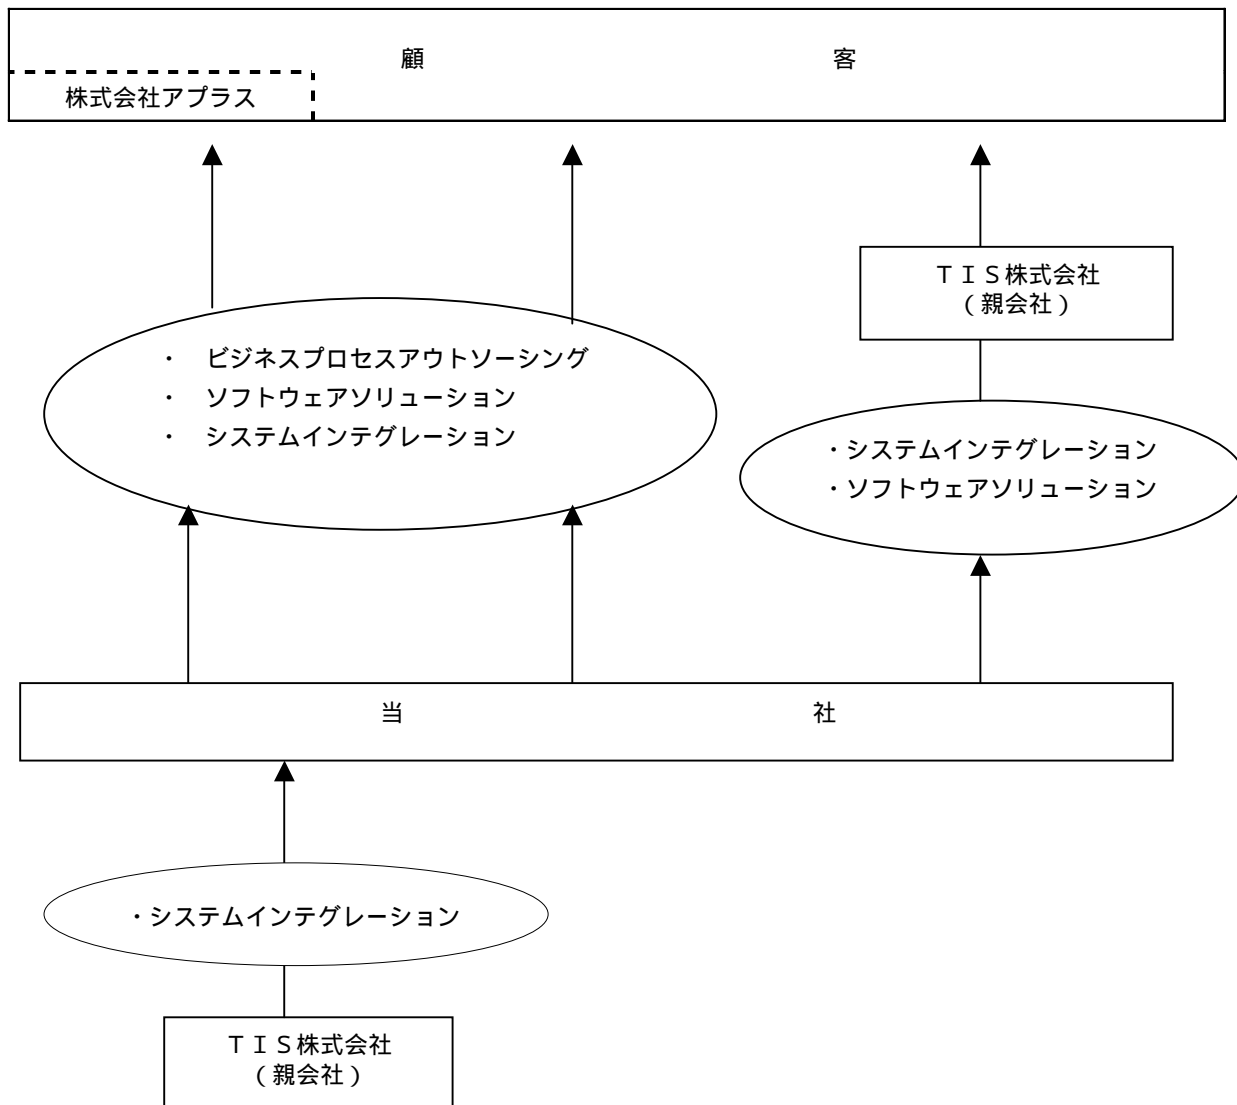 顧　客
株式会社アプラス
ＴＩＳ株式会社
（親会社）
・　ビジネスプロセスアウトソーシング
・　ソフトウェアソリューション
・　システムインテグレーション
・システムインテグレーション
・ソフトウェアソリューション
当　社
・システムインテグレーション
ＴＩＳ株式会社
（親会社）